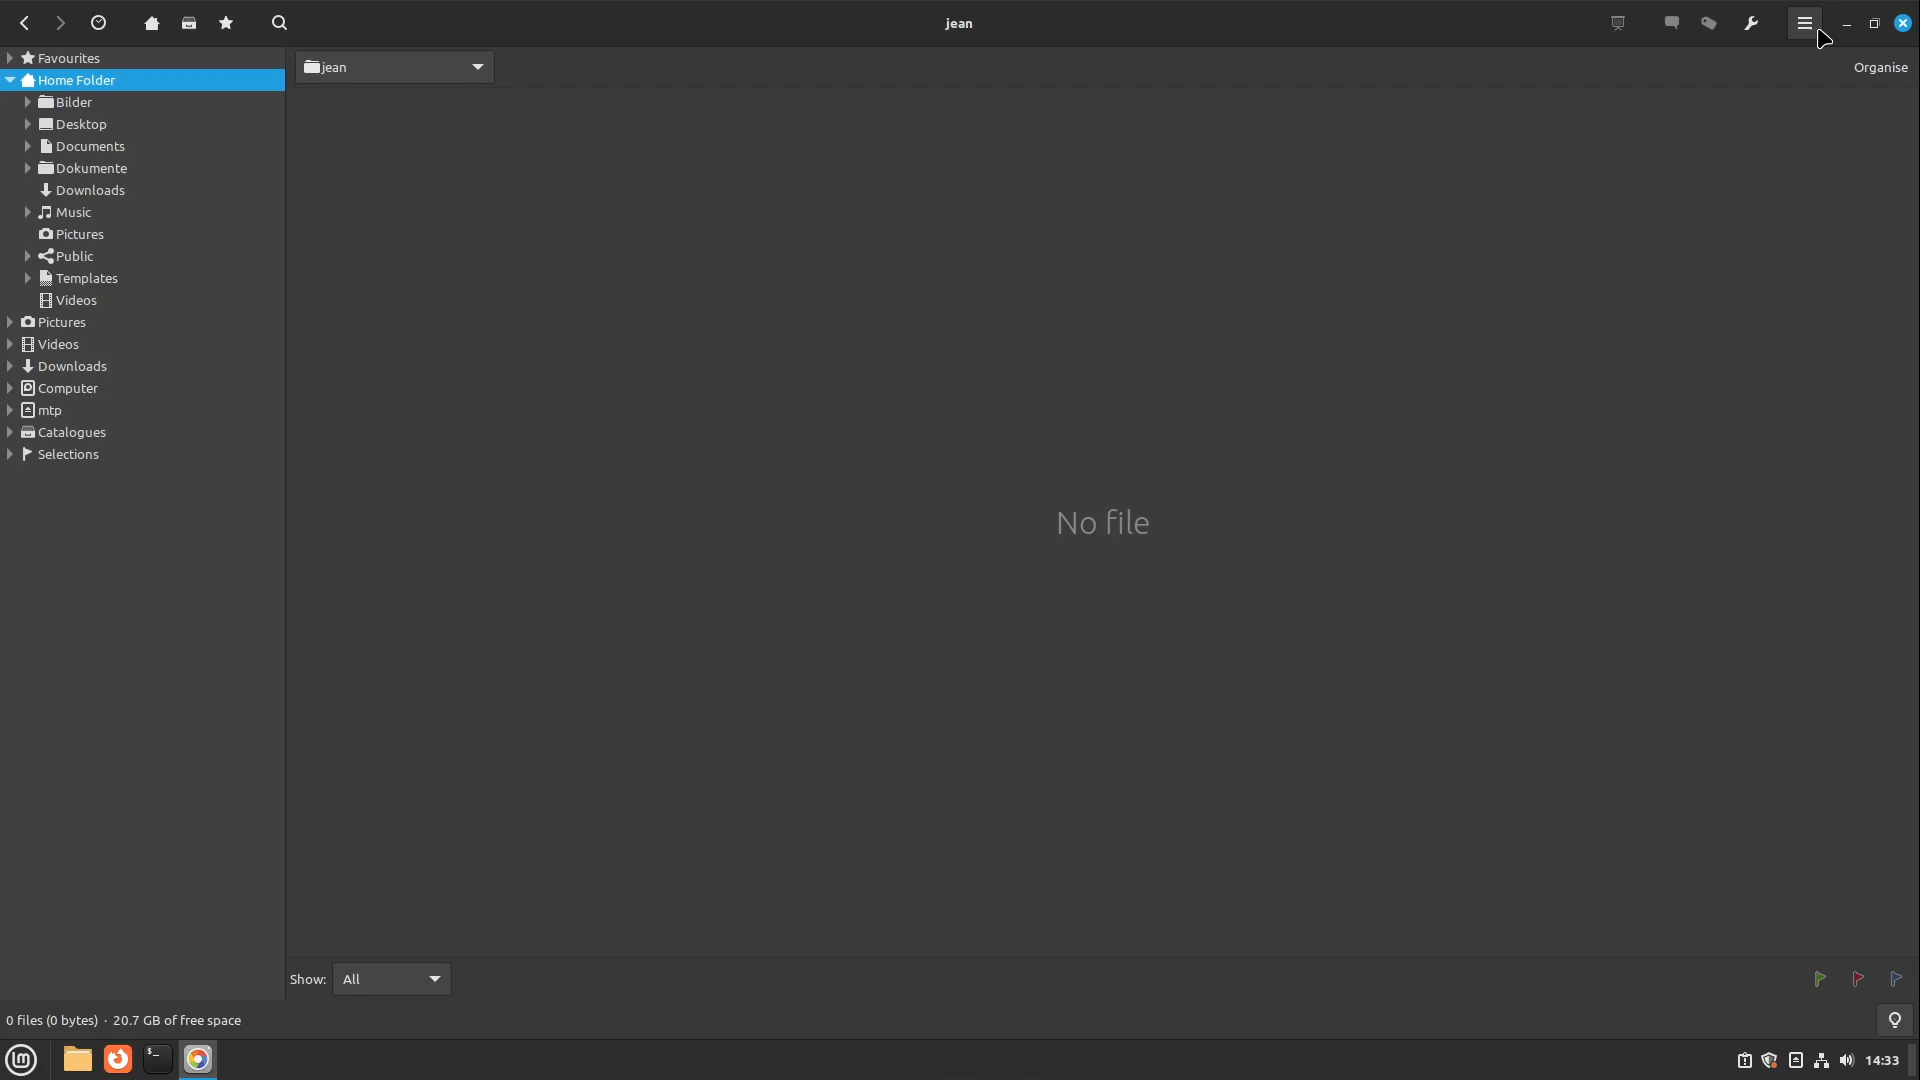 jean
Favourites
Home Folder
Bilder
Desktop
Documents
Dokumente
Downloads
Music
Pictures
Public
Templates
Videos
Pictures
Videos
Downloads
Computer
mtp
Catalogues
Selections
jean
Organise
No file
Show: All
0 files (0 bytes) · 20.7 GB of free space
14:33